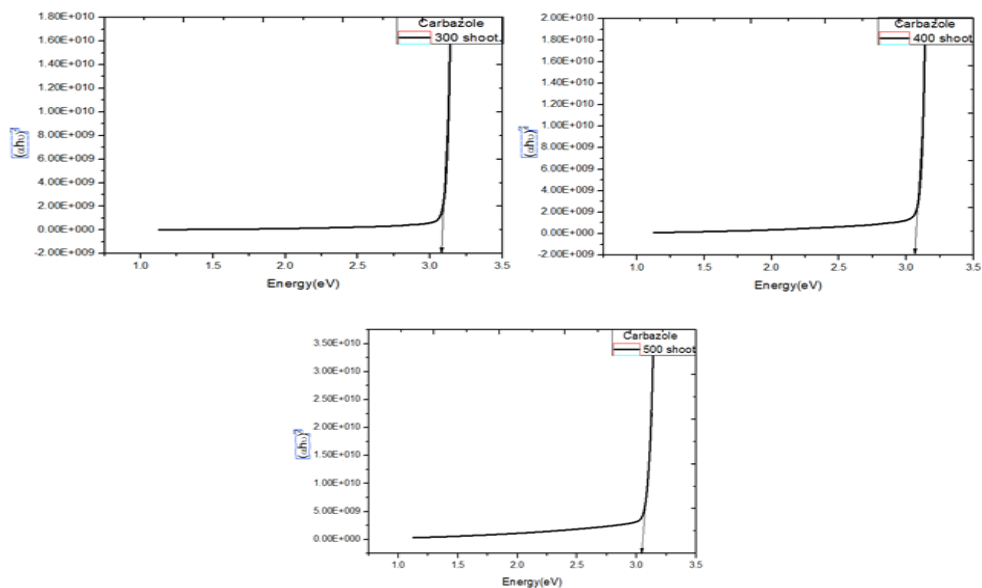 Carbazole
300 shoot.
1.80E+010
1.60E+010
1.40E+010
1.20E+010
1.00E+010
8.00E+009
6.00E+009
4.00E+009
2.00E+009
0.00E+000
-2.00E+009
(αhυ)²
1.0 1.5 2.0 2.5 3.0 3.5
Energy(eV)
Carbazole
400 shoot
2.00E+010
1.80E+010
1.60E+010
1.40E+010
1.20E+010
1.00E+010
8.00E+009
6.00E+009
4.00E+009
2.00E+009
0.00E+000
-2.00E+009
(αhυ)²
1.0 1.5 2.0 2.5 3.0 3.5
Energy(eV)
Carbazole
500 shoot
3.50E+010
3.00E+010
2.50E+010
2.00E+010
1.50E+010
1.00E+010
5.00E+009
0.00E+000
(αhυ)²
1.0 1.5 2.0 2.5 3.0 3.5
Energy(eV)